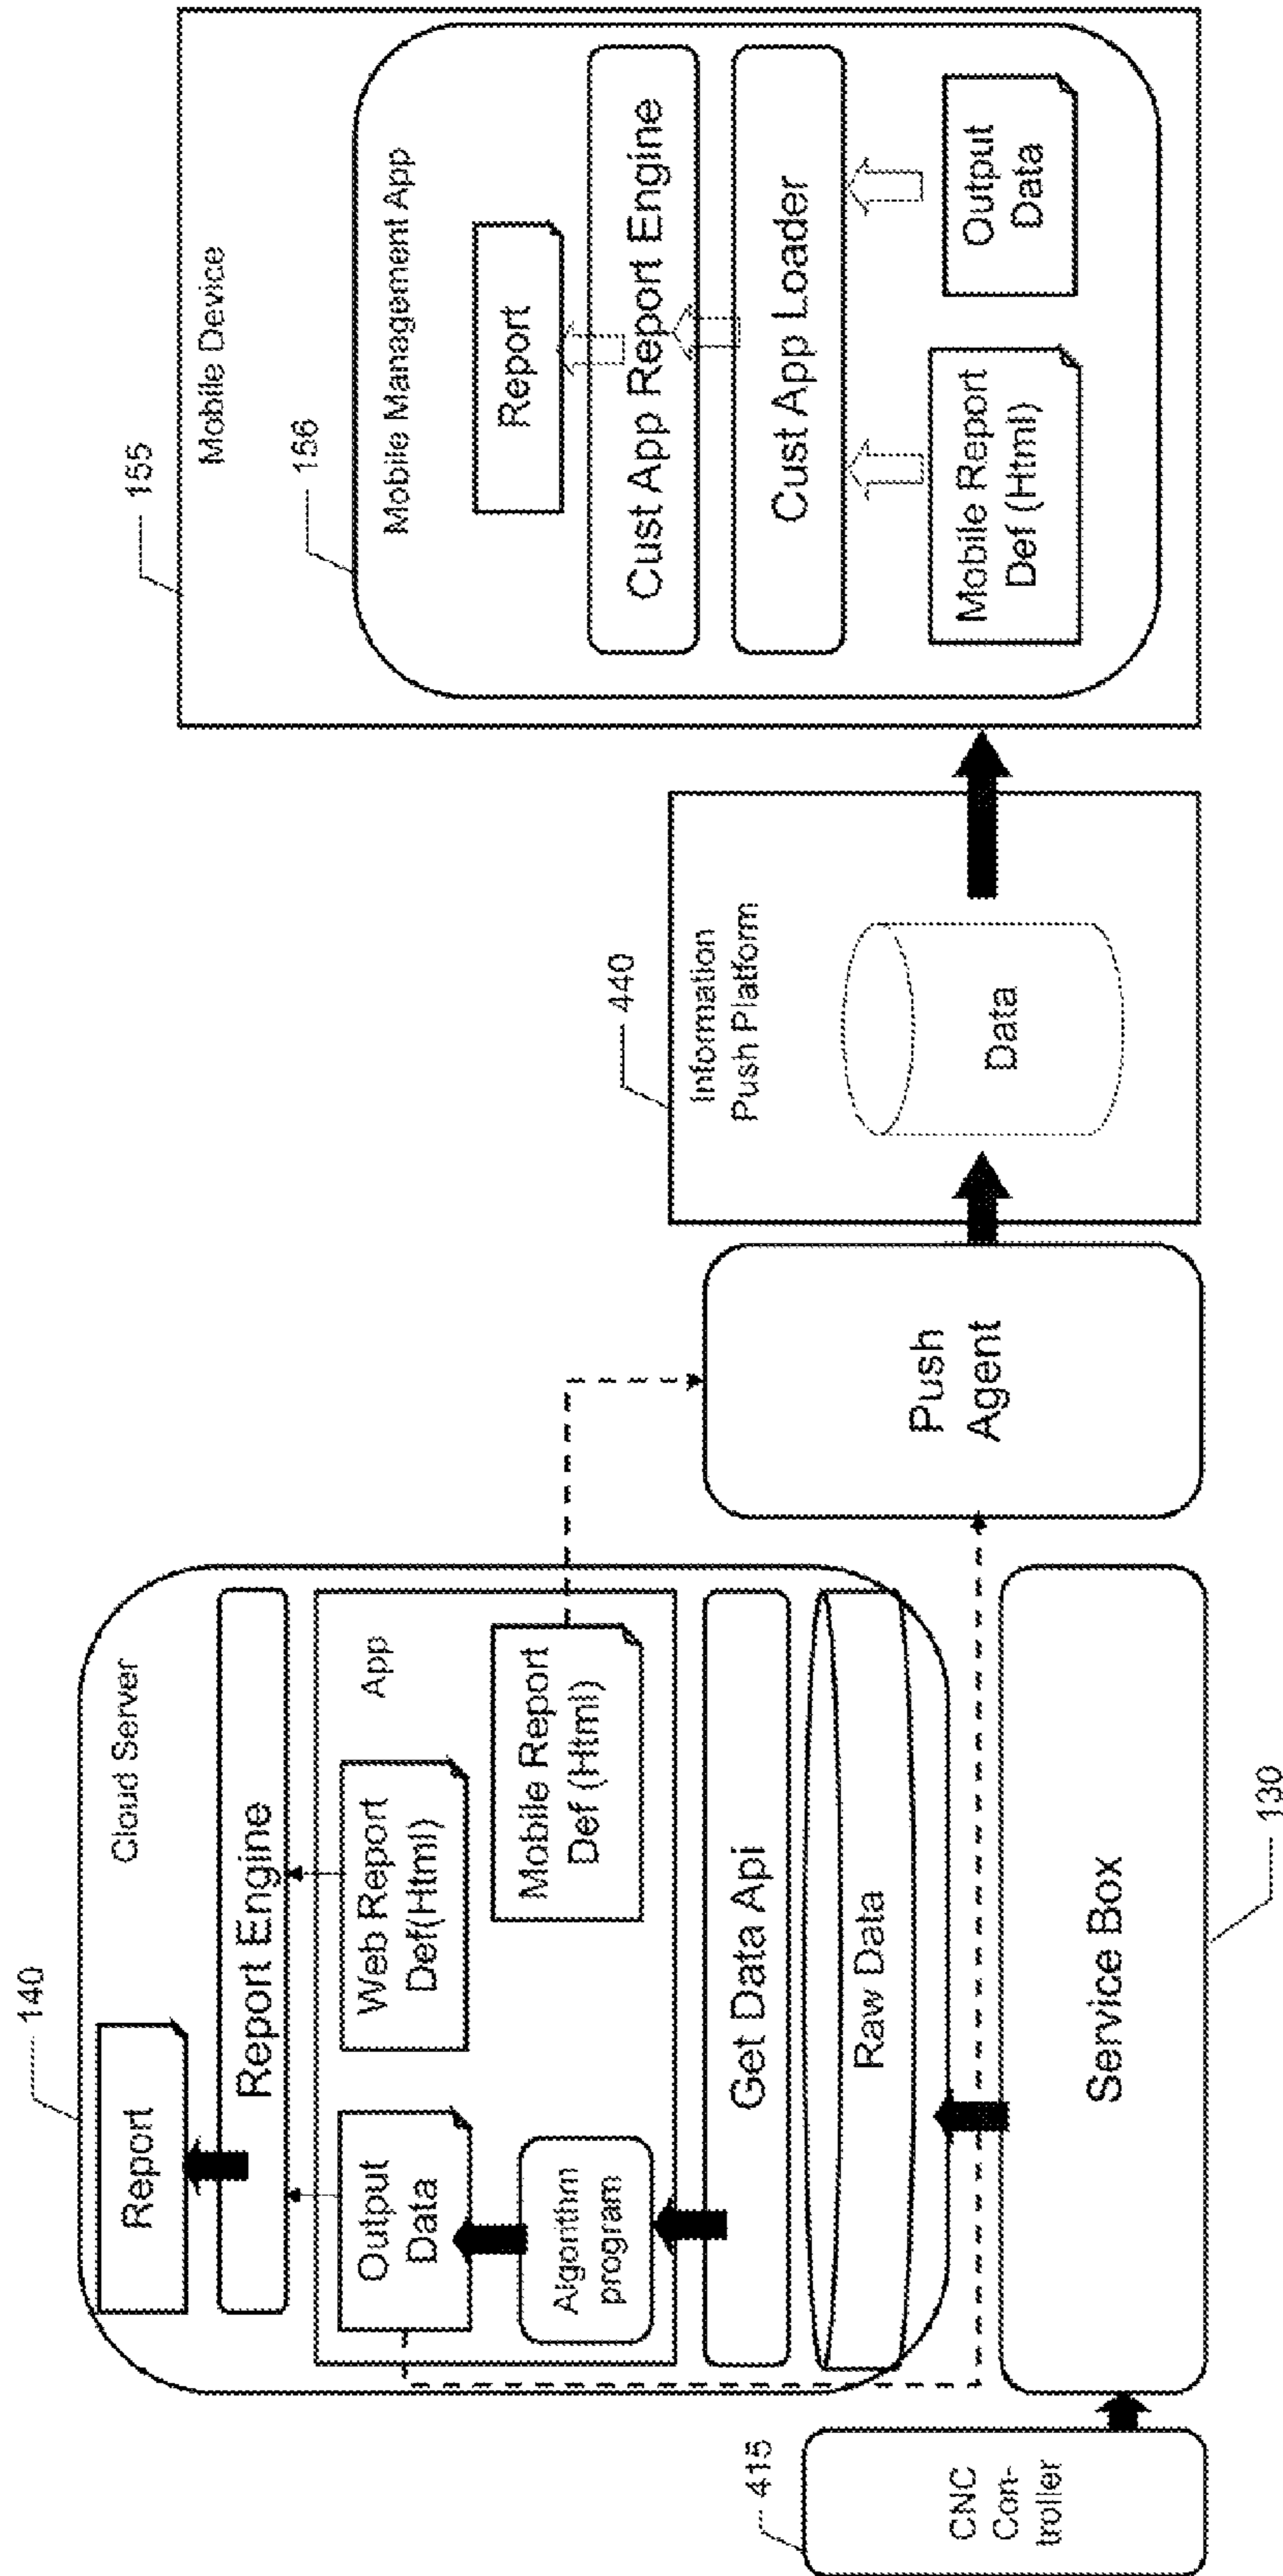 140
Cloud Server
Report
Report Engine
App
Output
Data
Web Report
Def(Html)
Algorithm
program
Mobile Report
Def (Html)
Get Data Api
Raw Data
415
CNC
Con-
troller
Service Box
130
Push
Agent
440
Information
Push Platform
Data
155
Mobile Device
156
Mobile Management App
Report
Cust App Report Engine
Cust App Loader
Mobile Report
Def (Html)
Output
Data